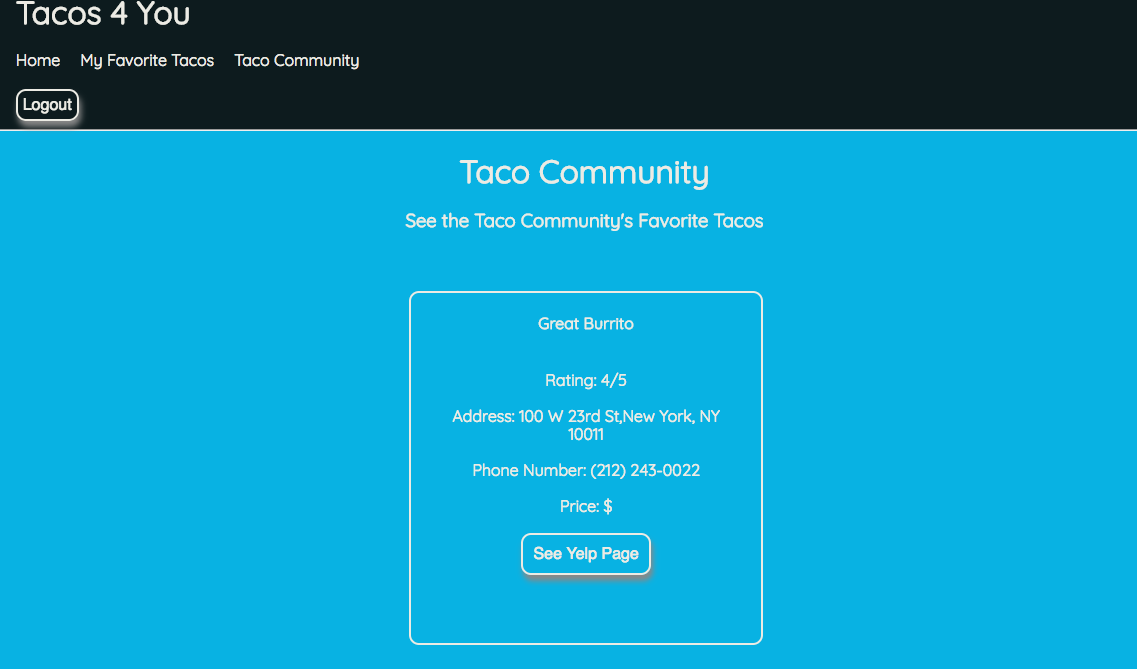 Tacos 4 You
Home My Favorite Tacos Taco Community
Logout
Taco Community
See the Taco Community's Favorite Tacos
Great Burrito
Rating: 4/5
Address: 100 W 23rd St,New York, NY
10011
Phone Number: (212) 243-0022
Price: $
See Yelp Page